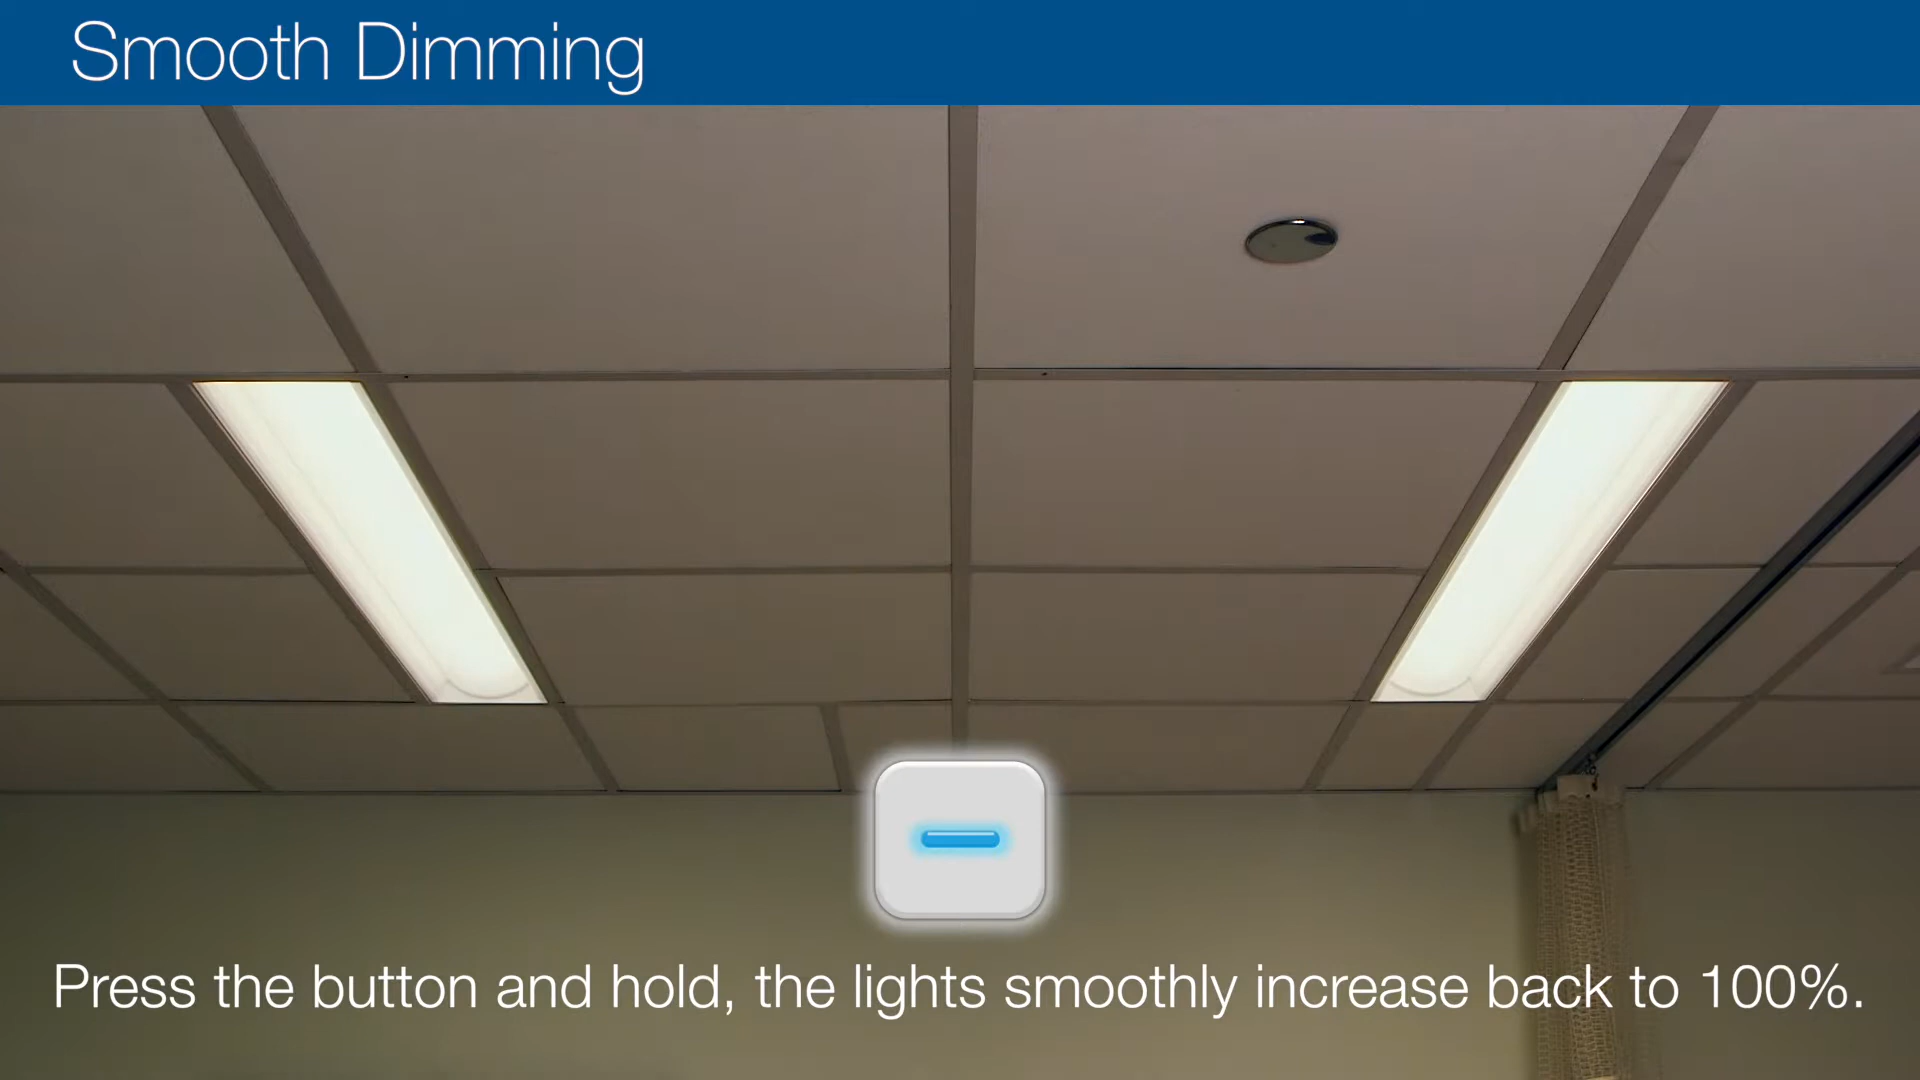 Smooth Dimming
Press the button and hold, the lights smoothly increase back to 100%.